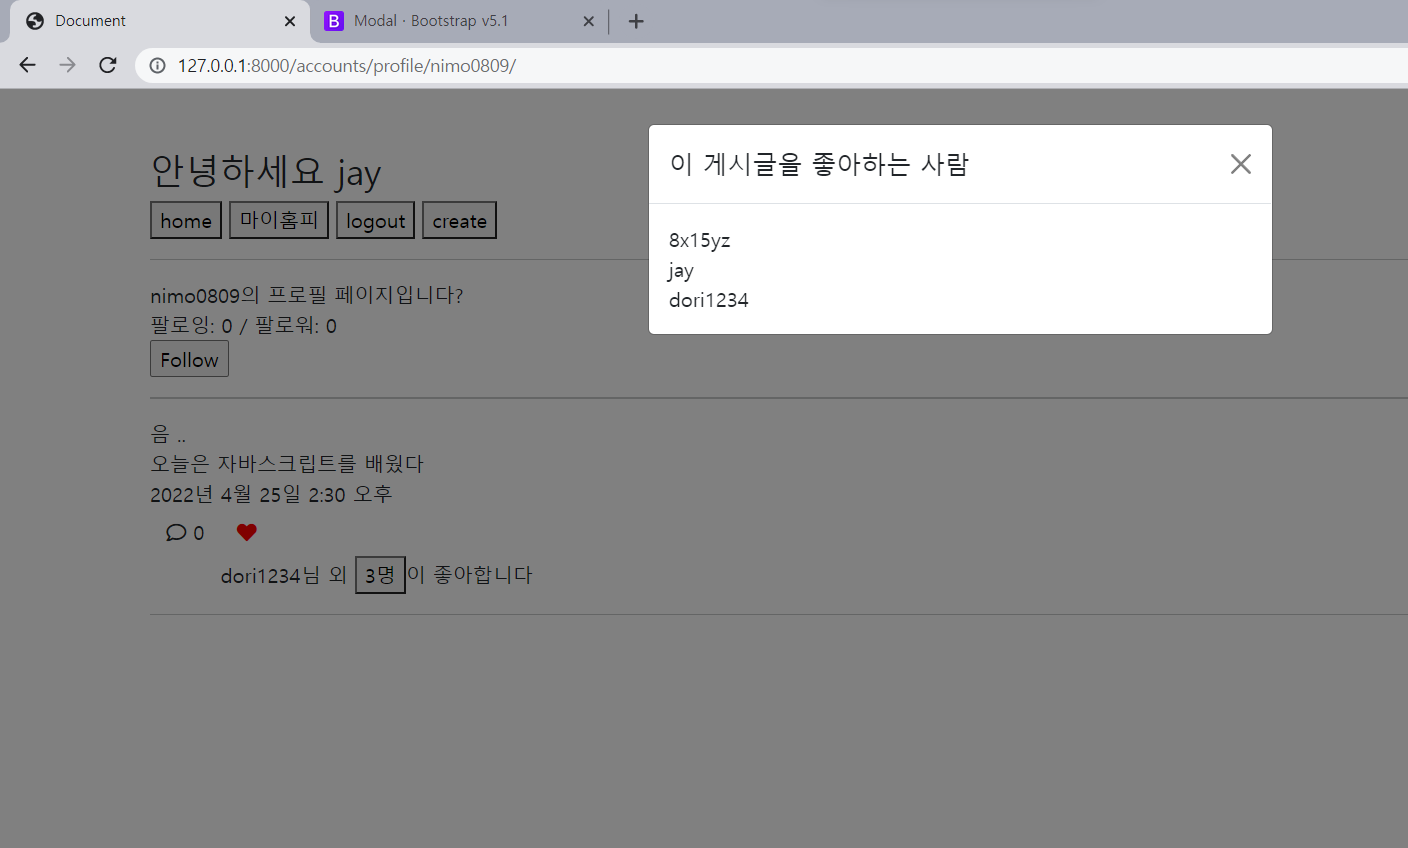 Document
Modal · Bootstrap v5.1
127.0.0.1:8000/accounts/profile/nimo0809/
안녕하세요 jay
home 마이홈피 logout create
nimo0809의 프로필 페이지입니다?
팔로잉: 0 / 팔로워: 0
Follow
음 ..
오늘은 자바스크립트를 배웠다
2022년 4월 25일 2:30 오후
0
dori1234님 외 3명이 좋아합니다
이 게시글을 좋아하는 사람
8x15yz
jay
dori1234